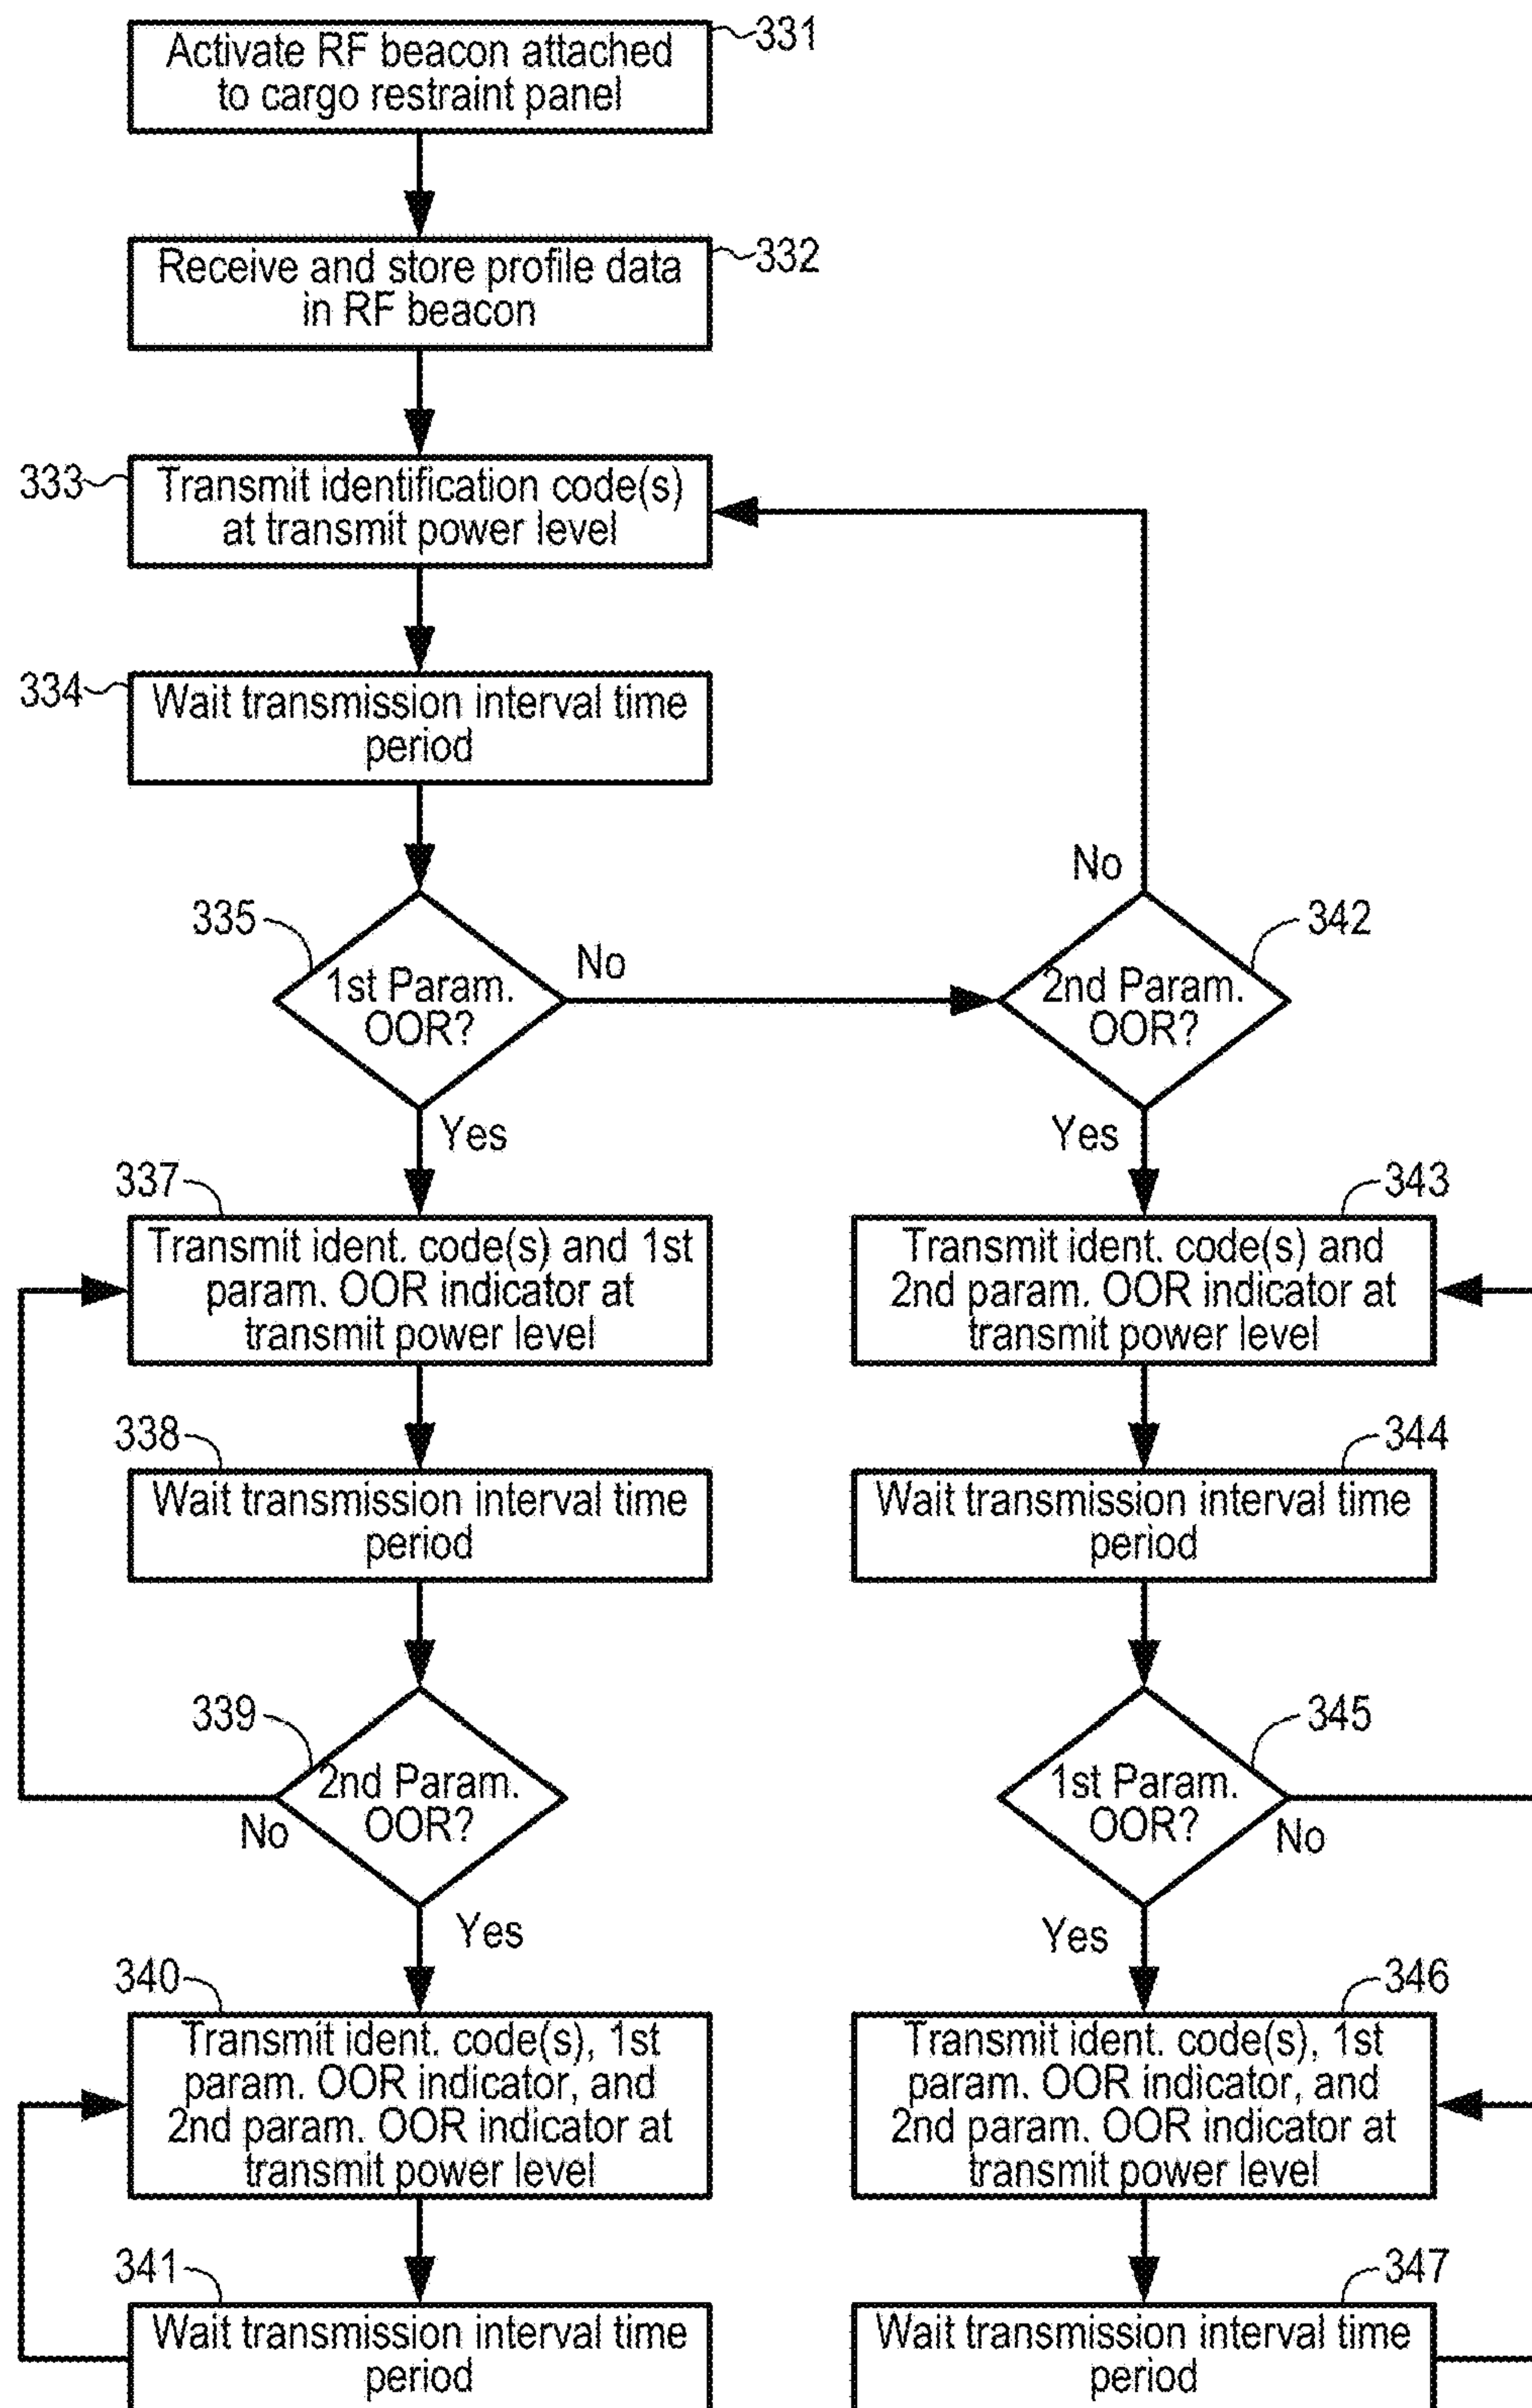 331
Activate RF beacon attached
to cargo restraint panel
332
Receive and store profile data
in RF beacon
333
Transmit identification code(s)
at transmit power level
334
Wait transmission interval time
period
335
1st Param.
OOR?
No
Yes
342
2nd Param.
OOR?
No
Yes
337
Transmit ident. code(s) and 1st
param. OOR indicator at
transmit power level
343
Transmit ident. code(s) and
2nd param. OOR indicator at
transmit power level
338
Wait transmission interval time
period
344
Wait transmission interval time
period
339
2nd Param.
OOR?
No
Yes
345
1st Param.
OOR?
No
Yes
340
Transmit ident. code(s), 1st
param. OOR indicator, and
2nd param. OOR indicator at
transmit power level
346
Transmit ident. code(s), 1st
param. OOR indicator, and
2nd param. OOR indicator at
transmit power level
341
Wait transmission interval time
period
347
Wait transmission interval time
period